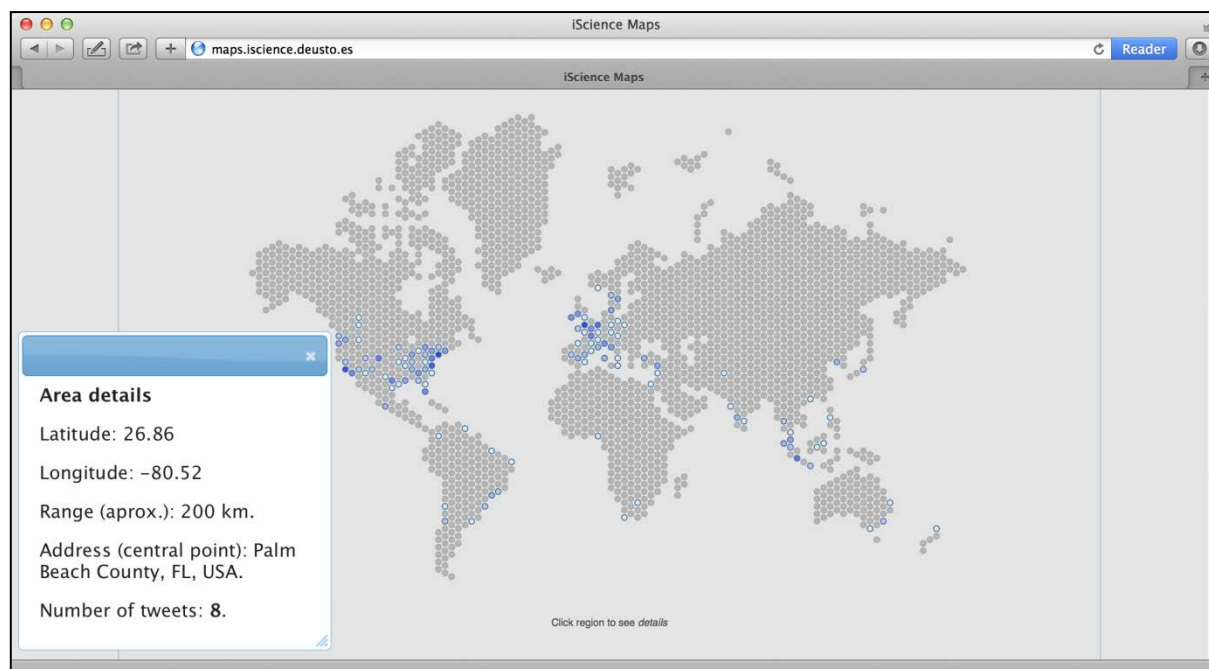 iScience Maps
maps.iscience.deusto.es
Reader
iScience Maps
Area details
Latitude: 26.86
Longitude: -80.52
Range (aprox.): 200 km.
Address (central point): Palm
Beach County, FL, USA.
Number of tweets: 8.
Click region to see details